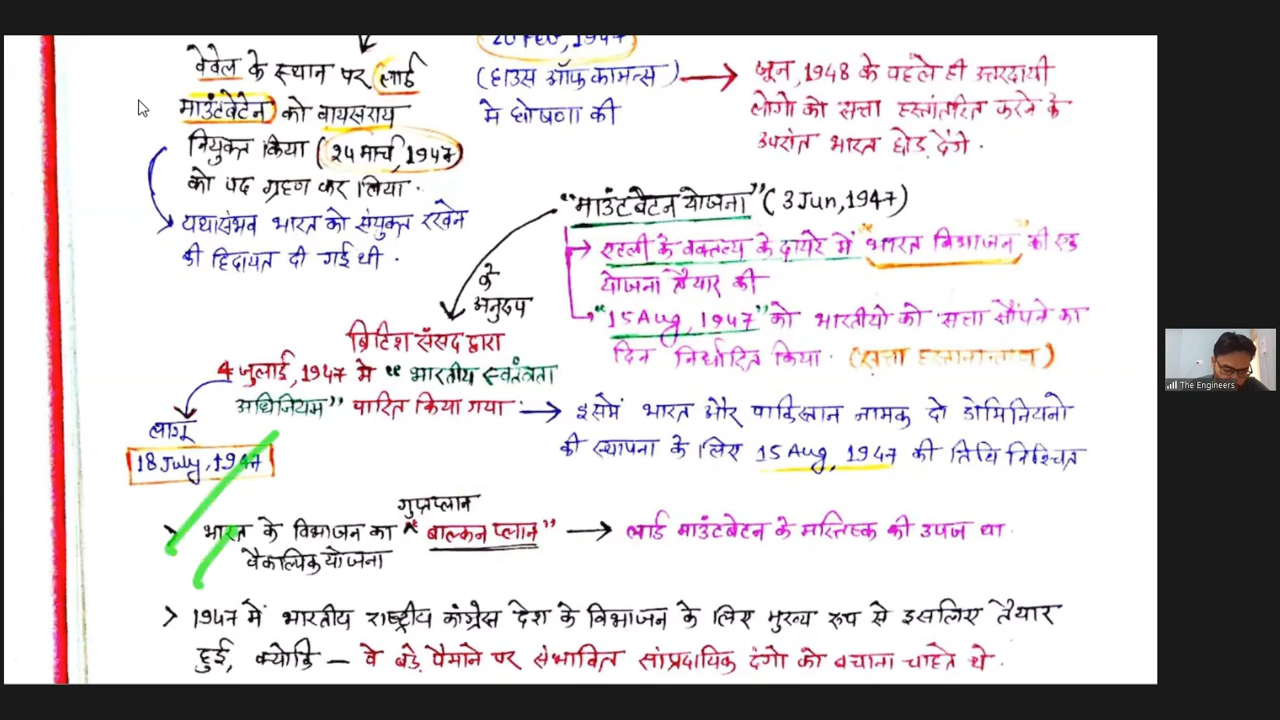 20 Feb, 1947
वेवेल के स्थान पर लार्ड
माउंटबेटन को वायसराय
नियुक्त किया (24 मार्च, 1947)
को पद ग्रहण कर लिया.
यथासंभव भारत को संयुक्त रखने
की हिदायत दी गई थी.
(हाउस ऑफ कामन्स)
मे घोषणा की
जून, 1948 के पहले ही उत्तरदायी
लोगो को सत्ता हस्तांतरित करने के
उपरांत भारत छोड़ देंगे.
"माउंटबैटन योजना" (3 Jun, 1947)
एटली के वक्तव्य के दायरे में "भारत विभाजन" की एक
योजना तैयार की
"15 Aug, 1947" को भारतीयो को सत्ता सौंपने का
दिन निर्धारित किया. (सत्ता हस्तान्तरण)
के
अनुरूप
ब्रिटिश संसद द्वारा
4 जुलाई, 1947 मे "भारतीय स्वतंत्रता
अधिनियम" पारित किया गया
लागू
18 July, 1947
इसमें भारत और पाकिस्तान नामक दो डोमिनियनो
की स्थापना के लिए 15 Aug, 1947 की तिथि निश्चित
गुप्तप्लान
भारत के विभाजन का "बाल्कन प्लान" → लार्ड माउंटबेटन के मस्तिष्क की उपज था.
वैकल्पिक योजना
> 1947 में भारतीय राष्ट्रीय कांग्रेस देश के विभाजन के लिए मुख्य रूप से इसलिए तैयार
हुई, क्योकि – वे बडे पैमाने पर संभावित सांप्रदायिक दंगो को बचाना चाहते थे.
The Engineers